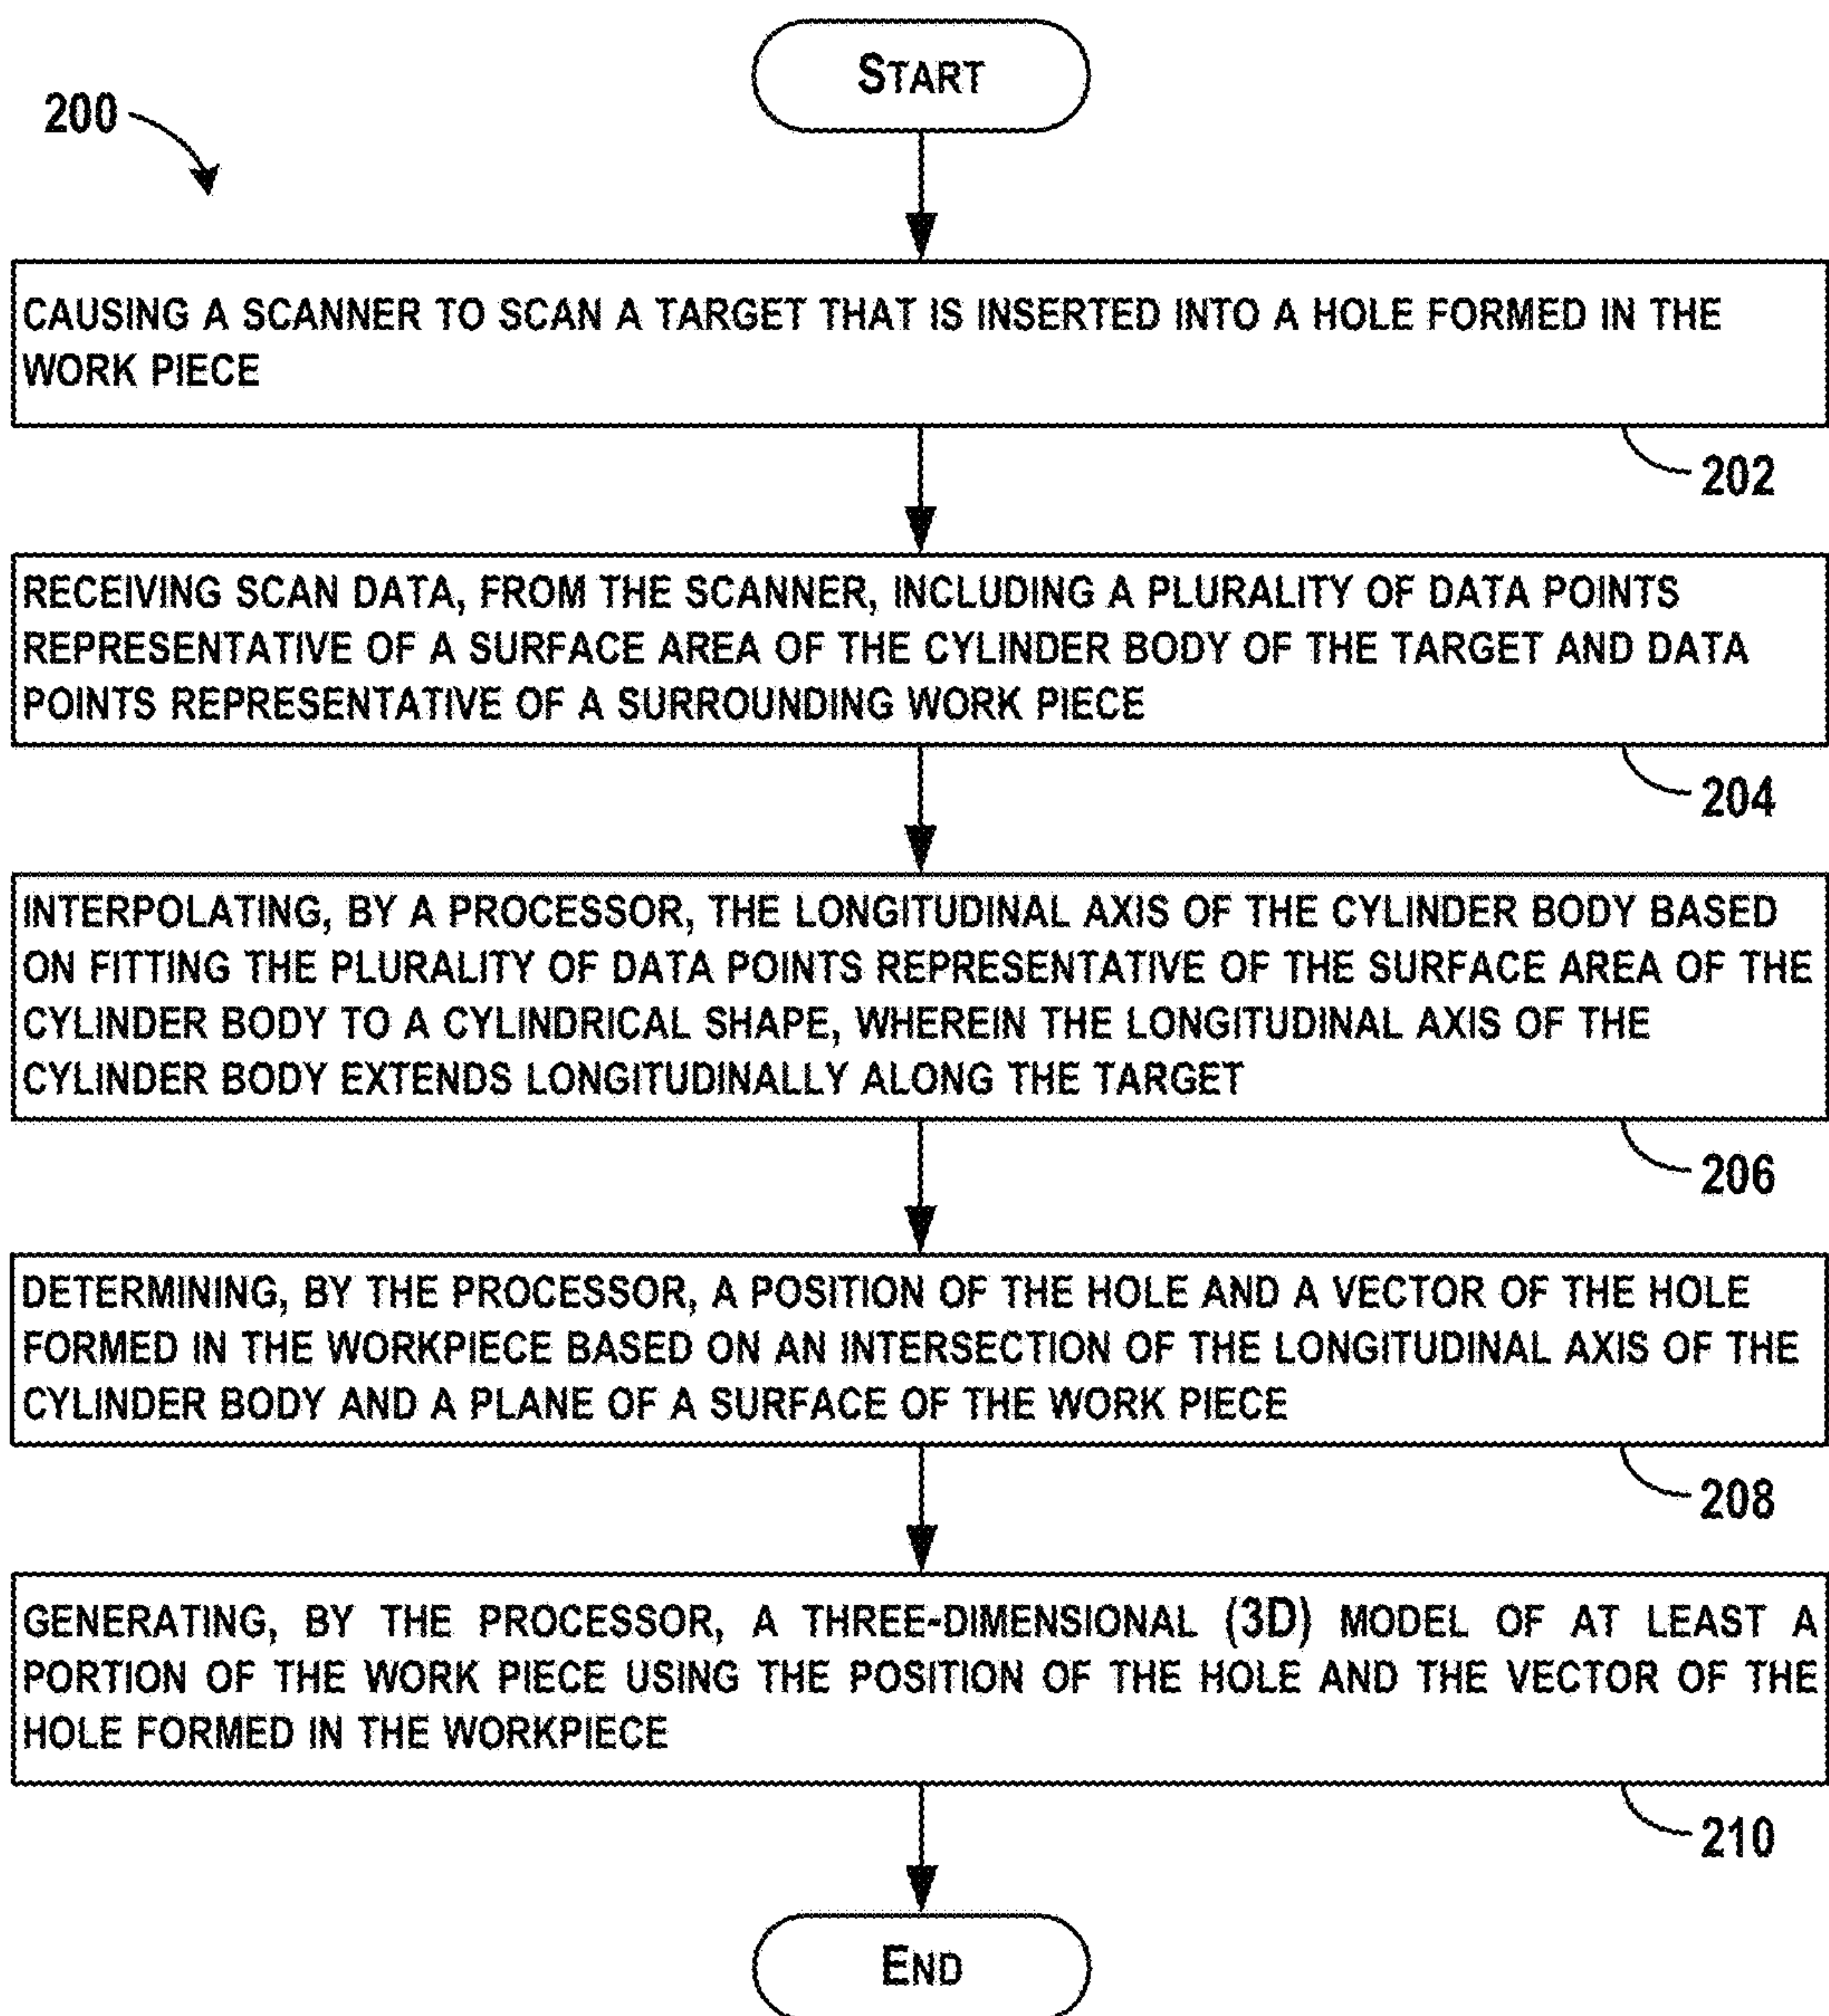 START
200
CAUSING A SCANNER TO SCAN A TARGET THAT IS INSERTED INTO A HOLE FORMED IN THE
WORK PIECE
202
RECEIVING SCAN DATA, FROM THE SCANNER, INCLUDING A PLURALITY OF DATA POINTS
REPRESENTATIVE OF A SURFACE AREA OF THE CYLINDER BODY OF THE TARGET AND DATA
POINTS REPRESENTATIVE OF A SURROUNDING WORK PIECE
204
INTERPOLATING, BY A PROCESSOR, THE LONGITUDINAL AXIS OF THE CYLINDER BODY BASED
ON FITTING THE PLURALITY OF DATA POINTS REPRESENTATIVE OF THE SURFACE AREA OF THE
CYLINDER BODY TO A CYLINDRICAL SHAPE, WHEREIN THE LONGITUDINAL AXIS OF THE
CYLINDER BODY EXTENDS LONGITUDINALLY ALONG THE TARGET
206
DETERMINING, BY THE PROCESSOR, A POSITION OF THE HOLE AND A VECTOR OF THE HOLE
FORMED IN THE WORKPIECE BASED ON AN INTERSECTION OF THE LONGITUDINAL AXIS OF THE
CYLINDER BODY AND A PLANE OF A SURFACE OF THE WORK PIECE
208
GENERATING, BY THE PROCESSOR, A THREE-DIMENSIONAL (3D) MODEL OF AT LEAST A
PORTION OF THE WORK PIECE USING THE POSITION OF THE HOLE AND THE VECTOR OF THE
HOLE FORMED IN THE WORKPIECE
210
END